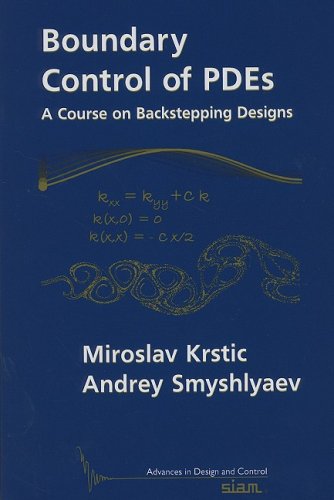 Boundary
Control of PDEs
A Course on Backstepping Designs
k_xx = k_yy + c k
k(x,0) = 0
k(x,x) = - c x/2
Miroslav Krstic
Andrey Smyshlyaev
Advances in Design and Control
siam